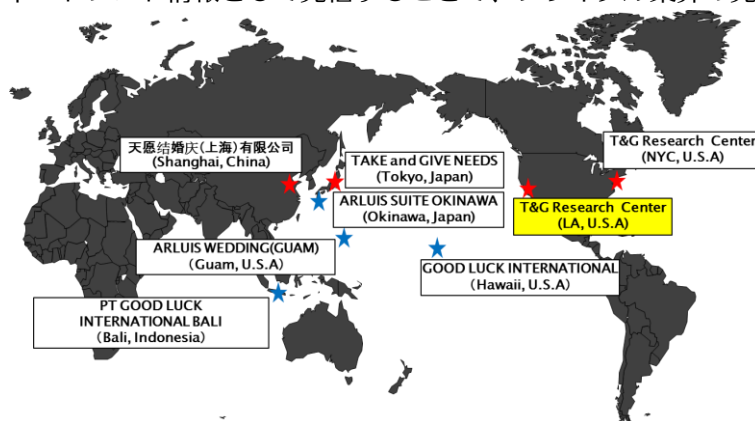 天愿结婚庆(上海)有限公司
(Shanghai, China)
TAKE and GIVE NEEDS
(Tokyo, Japan)
T&G Research Center
(NYC, U.S.A)
ARLUIS SUITE OKINAWA
(Okinawa, Japan)
T&G Research Center
(LA, U.S.A)
ARLUIS WEDDING(GUAM)
(Guam, U.S.A)
GOOD LUCK INTERNATIONAL
(Hawaii, U.S.A)
PT GOOD LUCK
INTERNATIONAL BALI
(Bali, Indonesia)